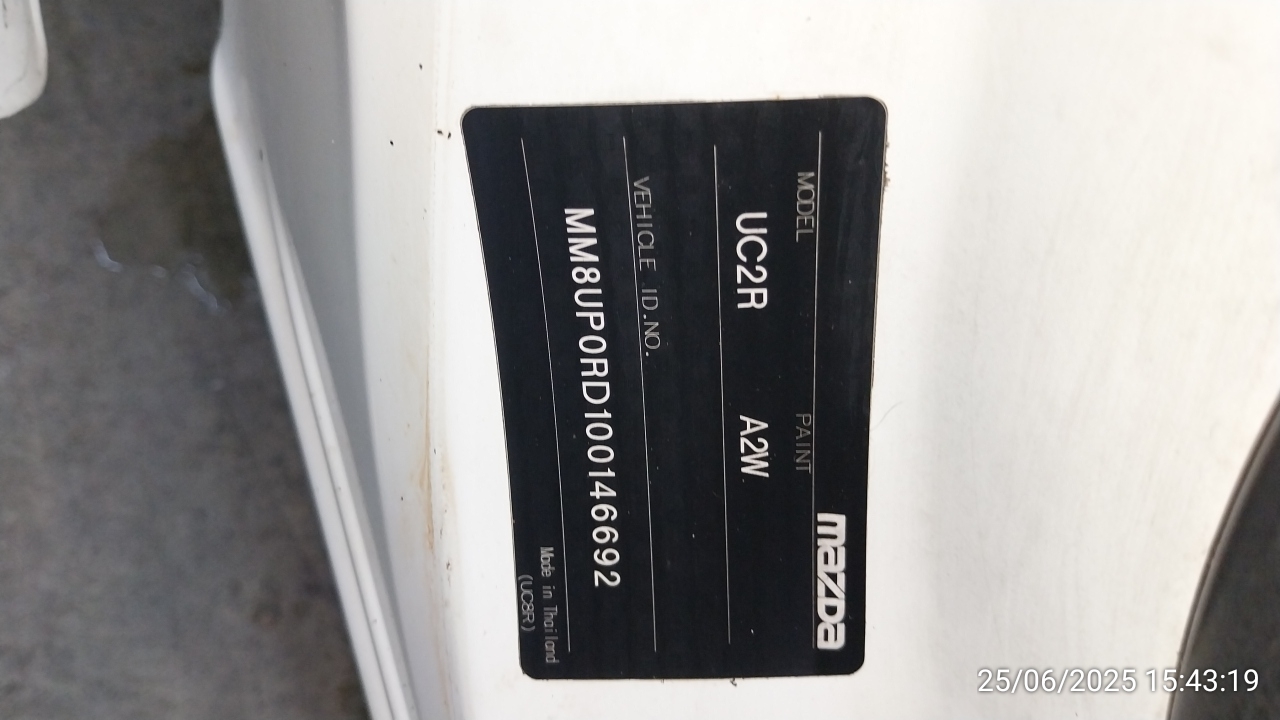 mazda
MODEL PAINT
UC2R A2W
VEHICLE ID.NO.
MM8UP0RD100146692
Made in Thailand
(UC8R)
25/06/2025 15:43:19